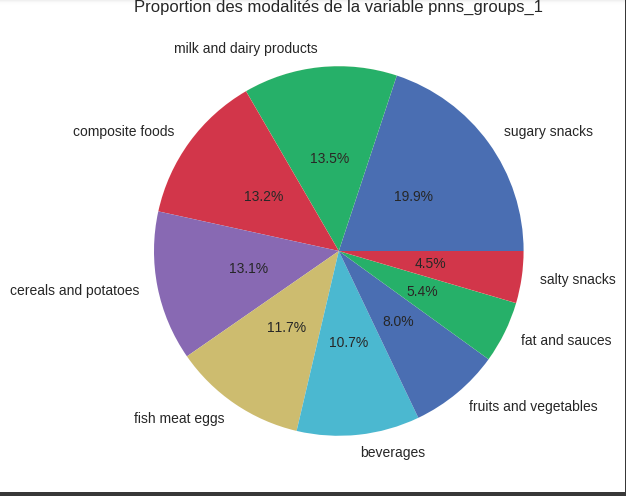 Proportion des modalités de la variable pnns_groups_1
milk and dairy products
composite foods
sugary snacks
13.5%
13.2%
19.9%
13.1%
4.5%
salty snacks
cereals and potatoes
5.4%
11.7%
8.0%
10.7%
fat and sauces
fish meat eggs
fruits and vegetables
beverages